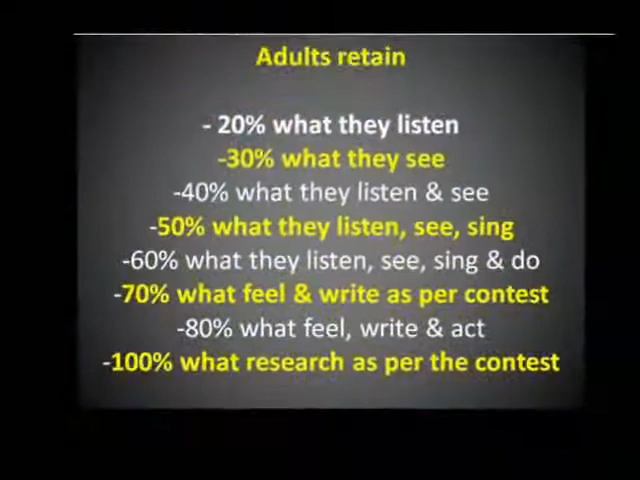 Adults retain
- 20% what they listen
-30% what they see
-40% what they listen & see
-50% what they listen, see, sing
-60% what they listen, see, sing & do
-70% what feel & write as per contest
-80% what feel, write & act
-100% what research as per the contest